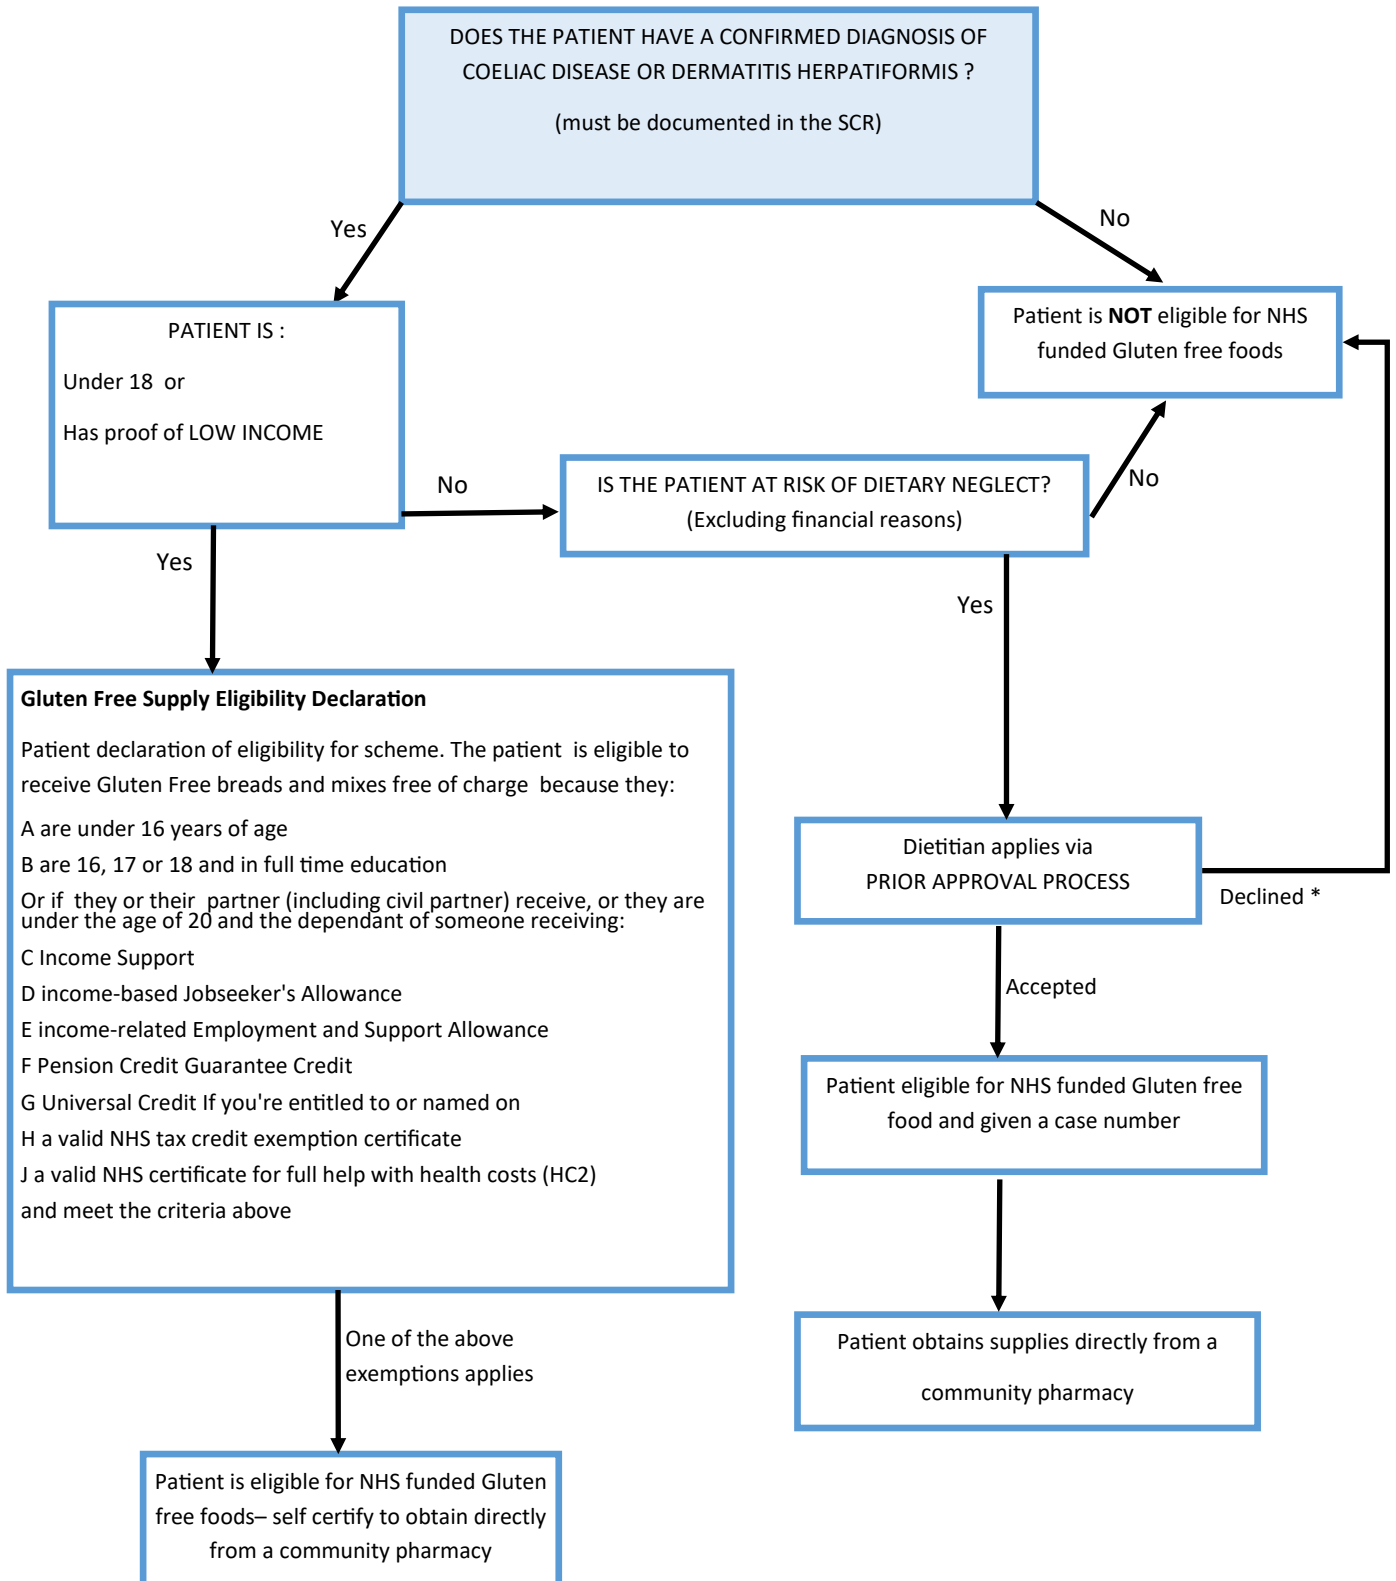 DOES THE PATIENT HAVE A CONFIRMED DIAGNOSIS OF
COELIAC DISEASE OR DERMATITIS HERPATIFORMIS ?
(must be documented in the SCR)
Yes
No
PATIENT IS :
Under 18 or
Has proof of LOW INCOME
Patient is NOT eligible for NHS
funded Gluten free foods
No
IS THE PATIENT AT RISK OF DIETARY NEGLECT?
(Excluding financial reasons)
No
Yes
Yes
Gluten Free Supply Eligibility Declaration
Patient declaration of eligibility for scheme. The patient is eligible to
receive Gluten Free breads and mixes free of charge because they:
A are under 16 years of age
B are 16, 17 or 18 and in full time education
Or if they or their partner (including civil partner) receive, or they are
under the age of 20 and the dependant of someone receiving:
C Income Support
D income-based Jobseeker's Allowance
E income-related Employment and Support Allowance
F Pension Credit Guarantee Credit
G Universal Credit If you're entitled to or named on
H a valid NHS tax credit exemption certificate
J a valid NHS certificate for full help with health costs (HC2)
and meet the criteria above
Dietitian applies via
PRIOR APPROVAL PROCESS
Declined *
Accepted
Patient eligible for NHS funded Gluten free
food and given a case number
Patient obtains supplies directly from a
community pharmacy
One of the above
exemptions applies
Patient is eligible for NHS funded Gluten
free foods– self certify to obtain directly
from a community pharmacy